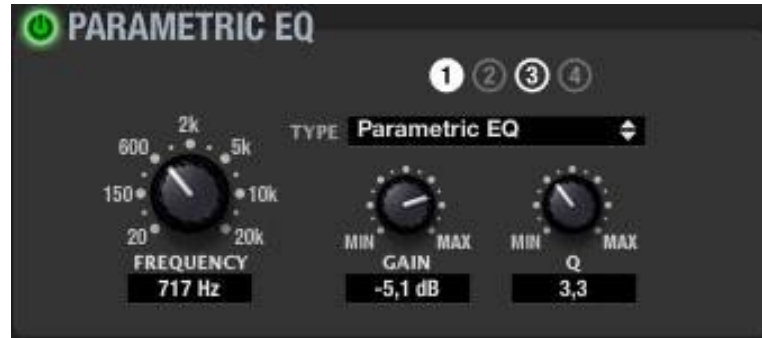 PARAMETRIC EQ
1 2 3 4
TYPE Parametric EQ
2k
600 5k
150 10k
20 20k
MIN MAX MIN MAX
FREQUENCY GAIN Q
717 Hz -5,1 dB 3,3